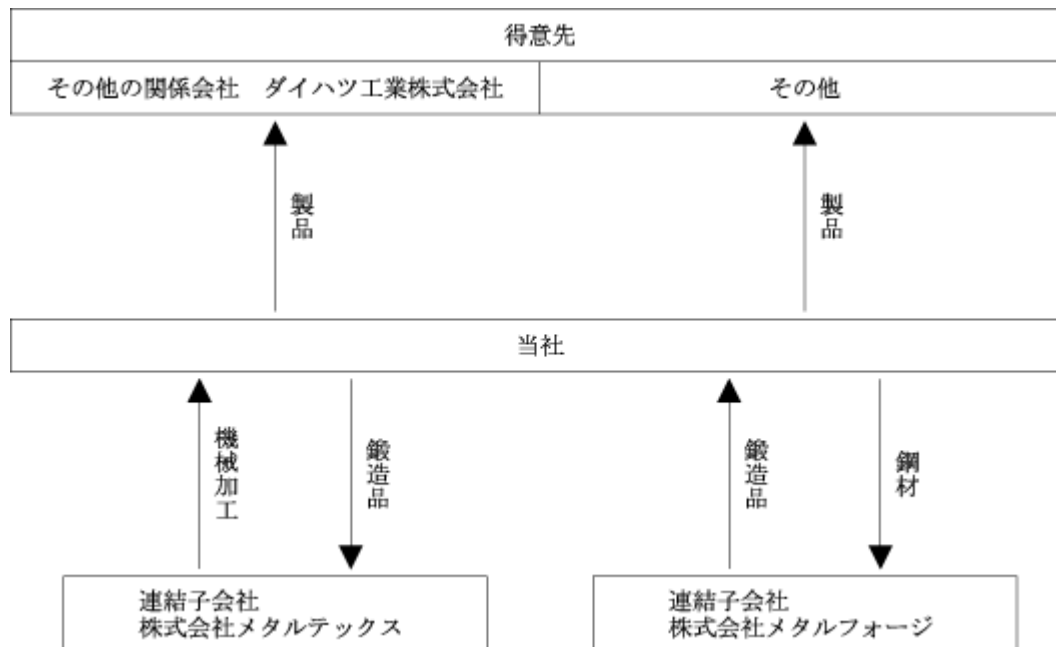 得意先
その他の関係会社　ダイハツ工業株式会社
その他
製品
製品
当社
機械加工
鍛造品
鍛造品
鋼材
連結子会社
株式会社メタルテックス
連結子会社
株式会社メタルフォージ